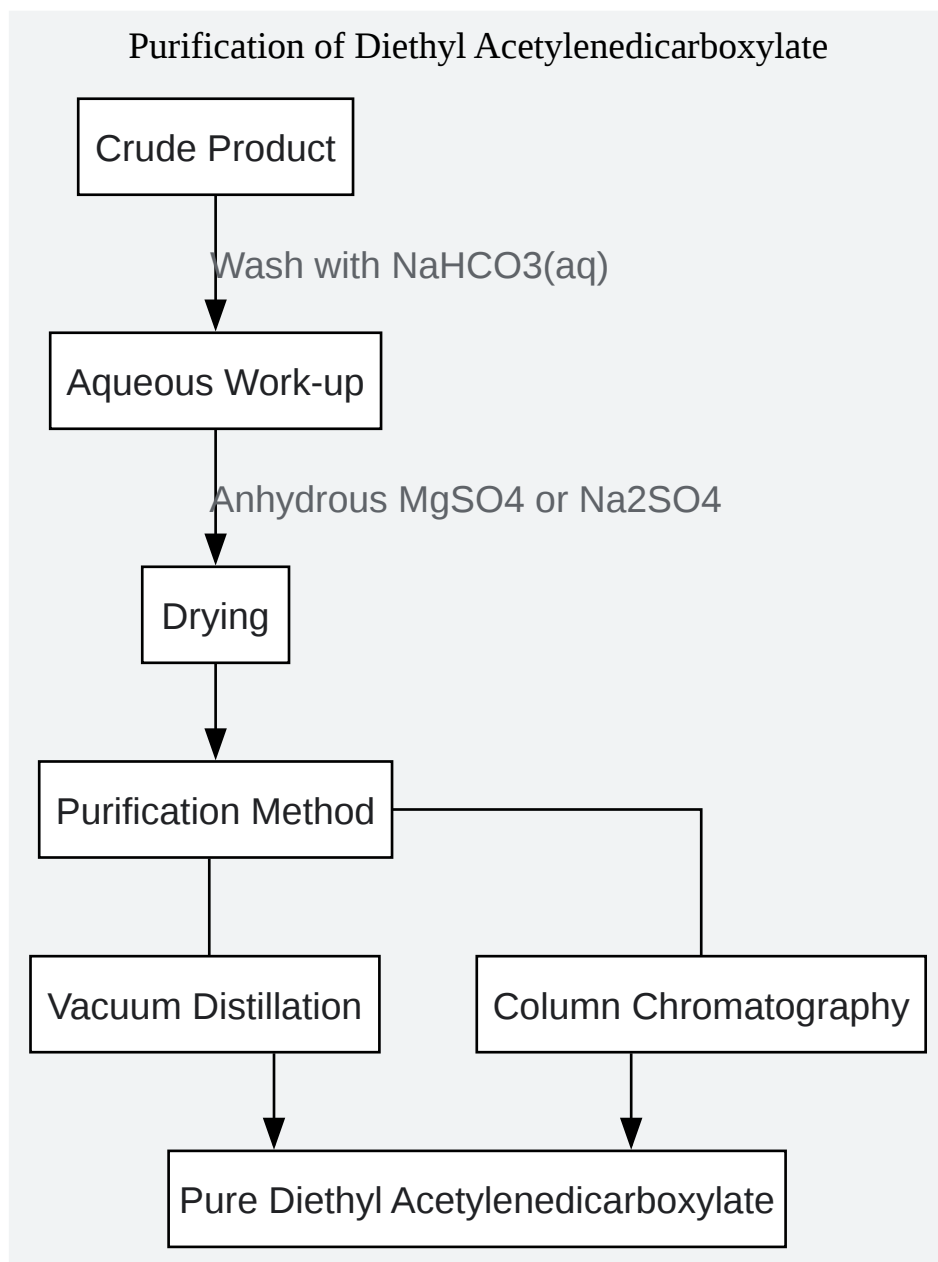 Purification of Diethyl Acetylenedicarboxylate
Crude Product
Wash with NaHCO3(aq)
Aqueous Work-up
Anhydrous MgSO4 or Na2SO4
Drying
Purification Method
Vacuum Distillation
Column Chromatography
Pure Diethyl Acetylenedicarboxylate